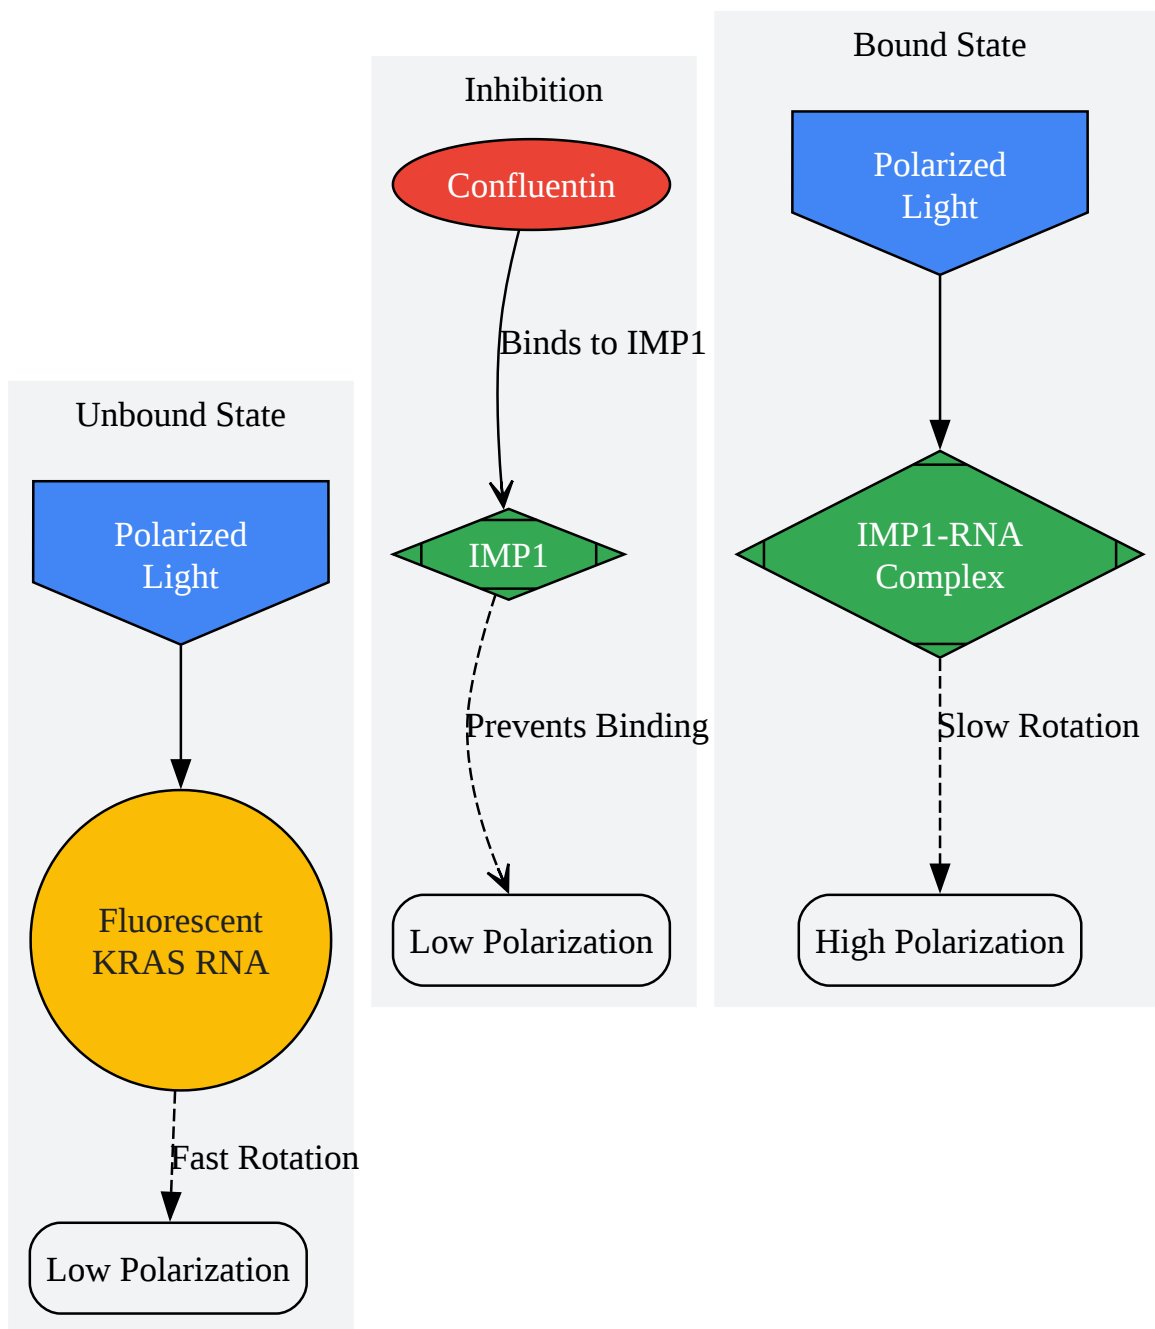 Unbound State
Polarized
Light
Fluorescent
KRAS RNA
Fast Rotation
Low Polarization
Inhibition
Confluentin
Binds to IMP1
IMP1
Prevents Binding
Low Polarization
Bound State
Polarized
Light
IMP1-RNA
Complex
Slow Rotation
High Polarization